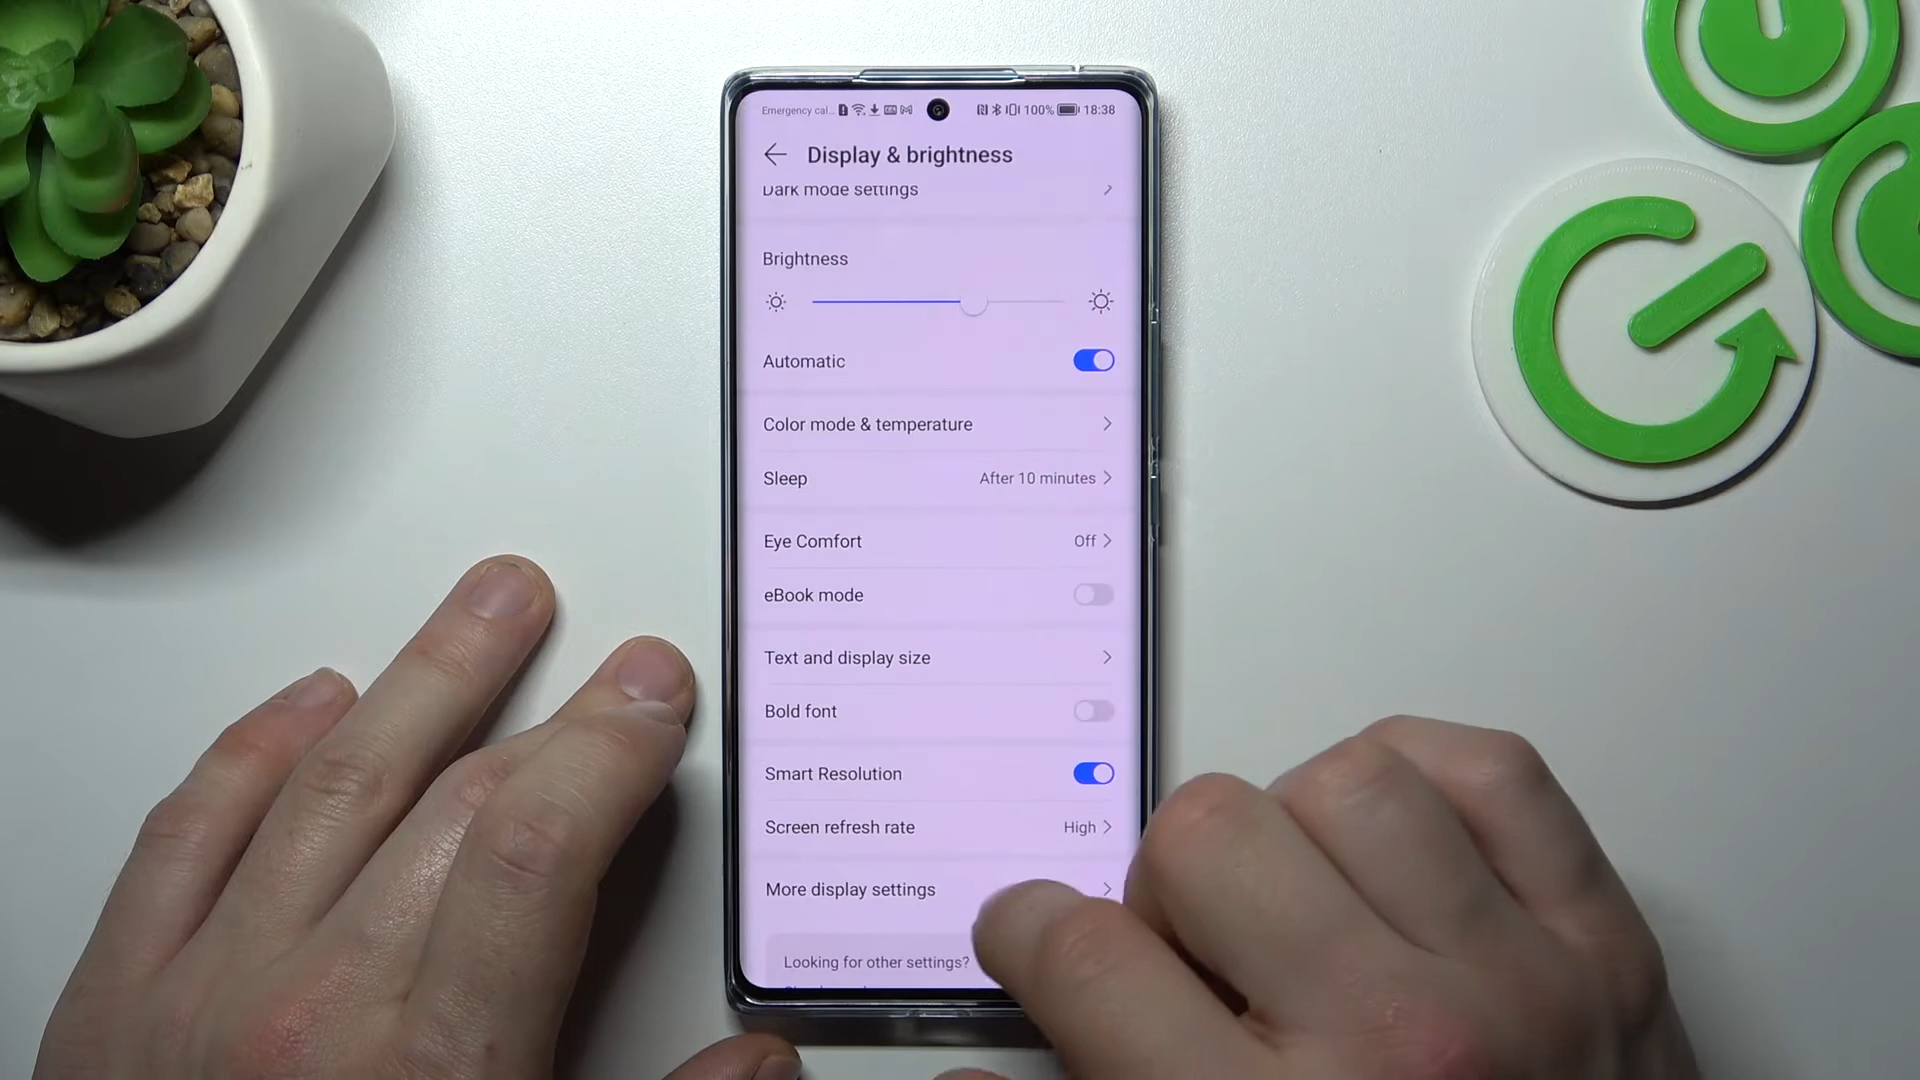 Emergency cal... 100% 18:38
Display & brightness
Dark mode settings
Brightness
Automatic
Color mode & temperature
Sleep After 10 minutes
Eye Comfort Off
eBook mode
Text and display size
Bold font
Smart Resolution
Screen refresh rate High
More display settings
Looking for other settings?